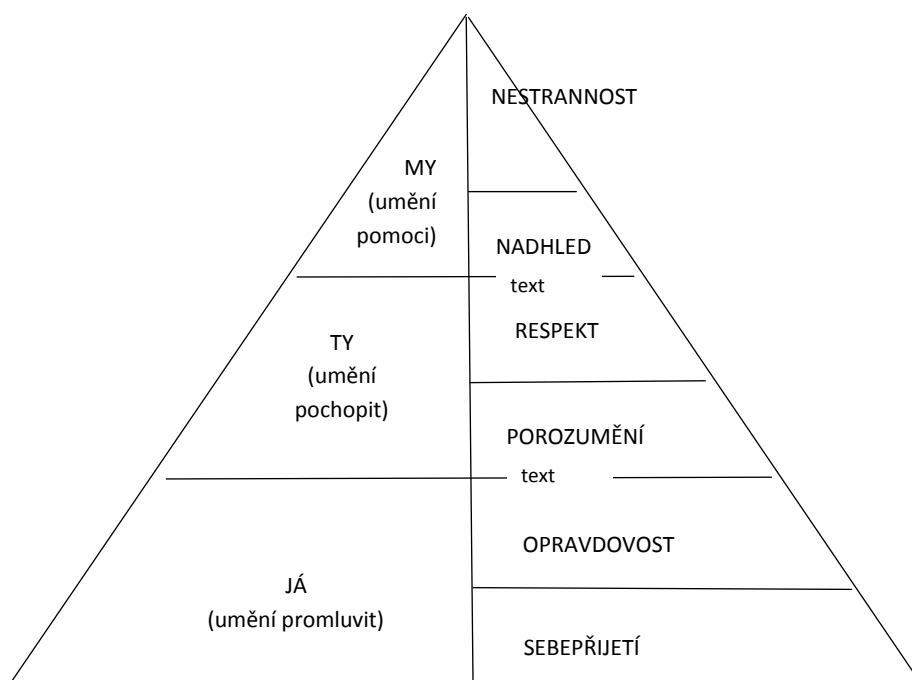 NESTRANNOST
MY
(umění
pomoci)
NADHLED
text
RESPEKT
TY
(umění
pochopit)
POROZUMĚNÍ
text
OPRAVDOVOST
JÁ
(umění promluvit)
SEBEPŘIJETÍ